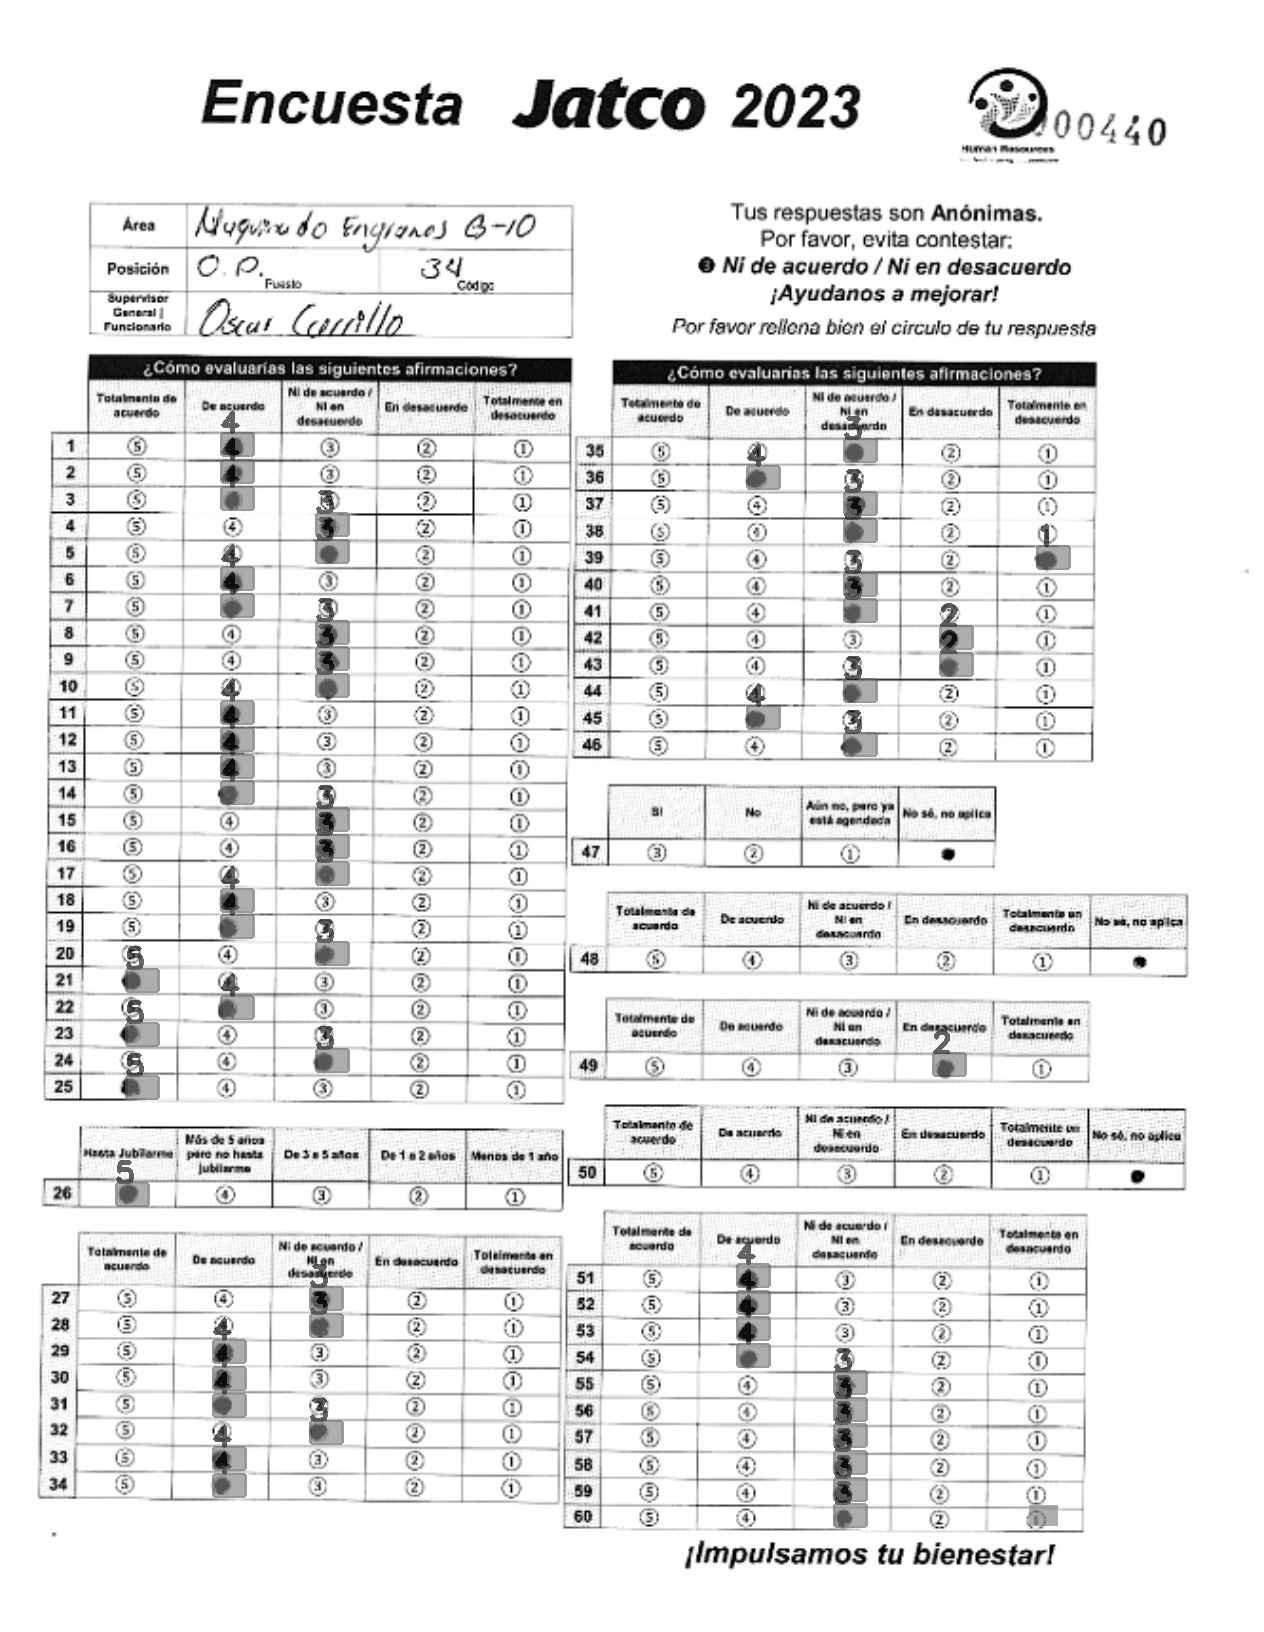 Encuesta Jatco 2023
Human Resources
000440
Área Maquinado Engranes B-10
Posición O.P. Puesto 34 Código
Supervisor General | Funcionario Oscar Carrillo
Tus respuestas son Anónimas.
Por favor, evita contestar:
❸ Ni de acuerdo / Ni en desacuerdo
¡Ayudanos a mejorar!
Por favor rellena bien el circulo de tu respuesta
¿Cómo evaluarías las siguientes afirmaciones?
Totalmente de acuerdo De acuerdo Ni de acuerdo / Ni en desacuerdo En desacuerdo Totalmente en desacuerdo
4
1 ⑤ 4 ③ ② ①
2 ⑤ 4 ③ ② ①
3 ⑤ 3 ② ①
4 ⑤ ④ 3 ② ①
5 ⑤ 4 ② ①
6 ⑤ 4 ③ ② ①
7 ⑤ 3 ② ①
8 ⑤ ④ 3 ② ①
9 ⑤ ④ 3 ② ①
10 ⑤ 4 ② ①
11 ⑤ 4 ③ ② ①
12 ⑤ 4 ③ ② ①
13 ⑤ 4 ③ ② ①
14 ⑤ 3 ② ①
15 ⑤ ④ 3 ② ①
16 ⑤ ④ 3 ② ①
17 ⑤ 4 ② ①
18 ⑤ 4 ③ ② ①
19 ⑤ 3 ② ①
20 5 ④ ② ①
21 4 ③ ② ①
22 5 ③ ② ①
23 ④ 3 ② ①
24 5 ④ ② ①
25 ④ ③ ② ①
Hasta Jubilarme Más de 5 años pero no hasta jubilarme De 3 a 5 años De 1 a 2 años Menos de 1 año
5
26 ④ ③ ② ①
Totalmente de acuerdo De acuerdo Ni de acuerdo / Ni en desacuerdo En desacuerdo Totalmente en desacuerdo
3
27 ⑤ ④ 3 ② ①
28 ⑤ 4 ② ①
29 ⑤ 4 ③ ② ①
30 ⑤ 4 ③ ② ①
31 ⑤ 3 ② ①
32 ⑤ 4 ② ①
33 ⑤ 4 ③ ② ①
34 ⑤ ③ ② ①
¿Cómo evaluarías las siguientes afirmaciones?
Totalmente de acuerdo De acuerdo Ni de acuerdo / Ni en desacuerdo En desacuerdo Totalmente en desacuerdo
3
35 ⑤ 4 ② ①
36 ⑤ 3 ② ①
37 ⑤ ④ 3 ② ①
38 ⑤ ④ ② 1
39 ⑤ ④ 3 ②
40 ⑤ ④ 3 ② ①
41 ⑤ ④ 2 ①
42 ⑤ ④ ③ 2 ①
43 ⑤ ④ 3 ①
44 ⑤ 4 ② ①
45 ⑤ 3 ② ①
46 ⑤ ④ ② ①
Sí No Aún no, pero ya está agendada No sé, no aplica
47 ③ ② ① ●
Totalmente de acuerdo De acuerdo Ni de acuerdo / Ni en desacuerdo En desacuerdo Totalmente en desacuerdo No sé, no aplica
48 ⑤ ④ ③ ② ① ●
Totalmente de acuerdo De acuerdo Ni de acuerdo / Ni en desacuerdo En desacuerdo Totalmente en desacuerdo
2
49 ⑤ ④ ③ ①
Totalmente de acuerdo De acuerdo Ni de acuerdo / Ni en desacuerdo En desacuerdo Totalmente en desacuerdo No sé, no aplica
50 ⑤ ④ ③ ② ① ●
Totalmente de acuerdo De acuerdo Ni de acuerdo / Ni en desacuerdo En desacuerdo Totalmente en desacuerdo
4
51 ⑤ 4 ③ ② ①
52 ⑤ 4 ③ ② ①
53 ⑤ 4 ③ ② ①
54 ⑤ 3 ② ①
55 ⑤ ④ 3 ② ①
56 ⑤ ④ 3 ② ①
57 ⑤ ④ 3 ② ①
58 ⑤ ④ 3 ② ①
59 ⑤ ④ 3 ② ①
60 ⑤ ④ ② ①
¡Impulsamos tu bienestar!